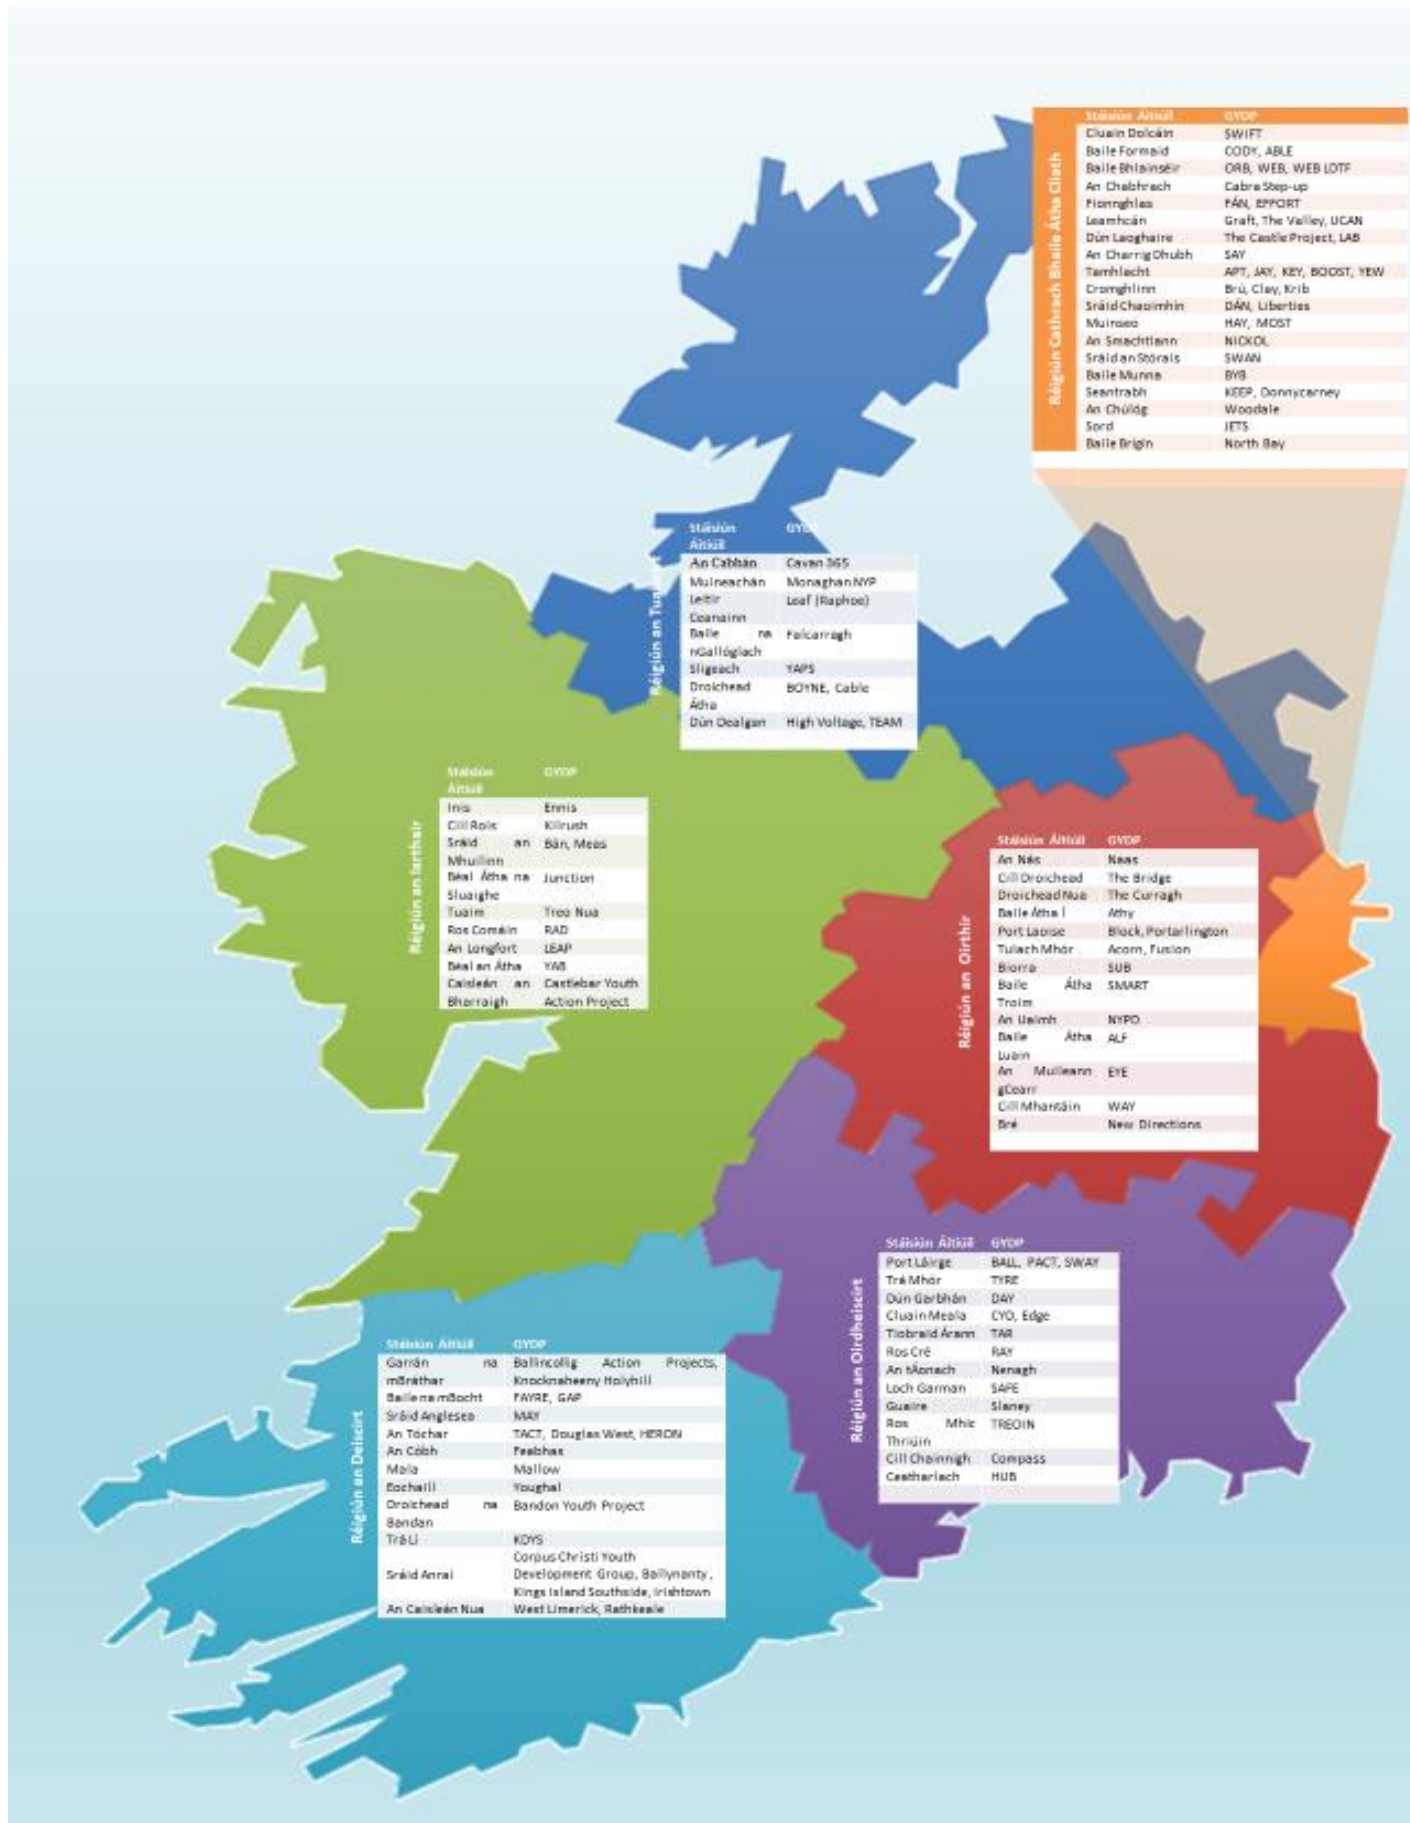 Réigiún Cathrach Bhaile Átha Cliath
Stáisiún Áitiúil GYDP
Cluain Dolcáin SWIFT
Baile Formaid CODY, ABLE
Baile Bhlainséir ORB, WEB, WEB LOTF
An Chabhrach Cabra Step-up
Fionnghlas FÁN, EFFORT
Leamhcán Graft, The Valley, UCAN
Dún Laoghaire The Castle Project, LAB
An Charrig Dhubh SAY
Tamhlacht APT, JAY, KEY, BOOST, YEW
Cromghlinn Brú, Clay, Krib
Sráid Chaoimhín DÁN, Liberties
Muinseo HAY, MOST
An Smachtlann NICKOL
Sráid an Stórais SWAN
Baile Munna BYB
Seantrabh KEEP, Donnycarney
An Chúlóg Woodale
Sord JETS
Baile Brigín North Bay
Réigiún an
Stáisiún GYDP
Áitiúil
An Cabhán Cavan 365
Muineachán Monaghan NYP
Leitir Leaf (Raphoe)
Ceanainn
Baile na Falcarragh
nGallóglach
Sligeach YAPS
Droichead BOYNE, Cable
Átha
Dún Dealgan High Voltage, TEAM
Réigiún an Iarthair
Stáisiún GYDP
Áitiúil
Inis Ennis
Cill Rois Kilrush
Sráid an Bán, Meas
Mhuilinn
Béal Átha na Junction
Sluaighe
Tuaim Treo Nua
Ros Comáin RAD
An Longfort LEAP
Béal an Átha YAB
Caisleán an Castlebar Youth
Bharraigh Action Project
Réigiún an Oirthir
Stáisiún Áitiúil GYDP
An Nás Naas
Cill Droichead The Bridge
Droichead Nua The Curragh
Baile Átha Í Athy
Port Laoise Block, Portarlington
Tulach Mhór Acorn, Fusion
Biorra SUB
Baile Átha SMART
Troim
An Uaimh NYPD
Baile Átha ALF
Luain
An Muileann EYE
gCearr
Cill Mhantáin WAY
Bré New Directions
Réigiún an Oirdheiscirt
Stáisiún Áitiúil GYDP
Port Láirge BALL, PACT, SWAY
Trá Mhór TYRE
Dún Garbhán DAY
Cluain Meala CYD, Edge
Tiobraid Árann TAR
Ros Cré RAY
An tAonach Nenagh
Loch Garman SAFE
Guaire Slaney
Ros Mhic TREOIN
Thriúin
Cill Chainnigh Compass
Ceatharlach HUB
Réigiún an Deiscirt
Stáisiún Áitiúil GYDP
Garrán na Ballincollig Action Projects,
mBráthar Knocknaheeny Holyhill
Baile na mBocht FAYRE, GAP
Sráid Anglesea MAY
An Tóchar TACT, Douglas West, HERON
An Cóbh Feabhas
Mala Mallow
Eochaill Youghal
Droichead na Bandon Youth Project
Bandan
Trá Lí KDYS
Corpus Christi Youth
Sráid Anraí Development Group, Ballynanty,
Kings Island Southside, Irishtown
An Caisleán Nua West Limerick, Rathkeale